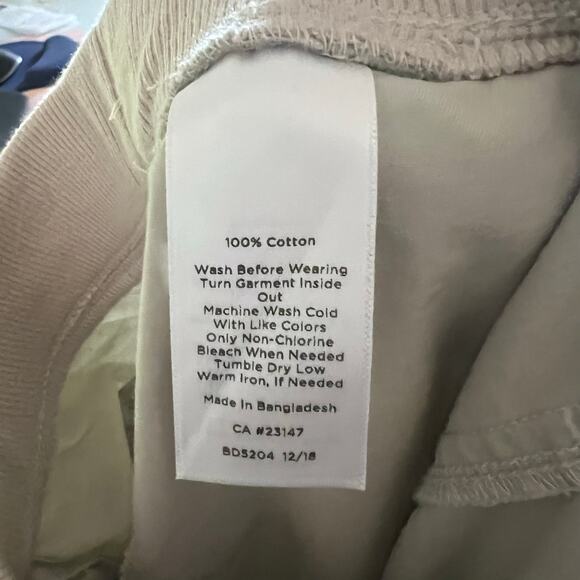 100% Cotton
Wash Before Wearing
Turn Garment Inside
Out
Machine Wash Cold
With Like Colors
Only Non-Chlorine
Bleach When Needed
Tumble Dry Low
Warm Iron, If Needed
Made In Bangladesh
CA #23147
BD5204 12/18